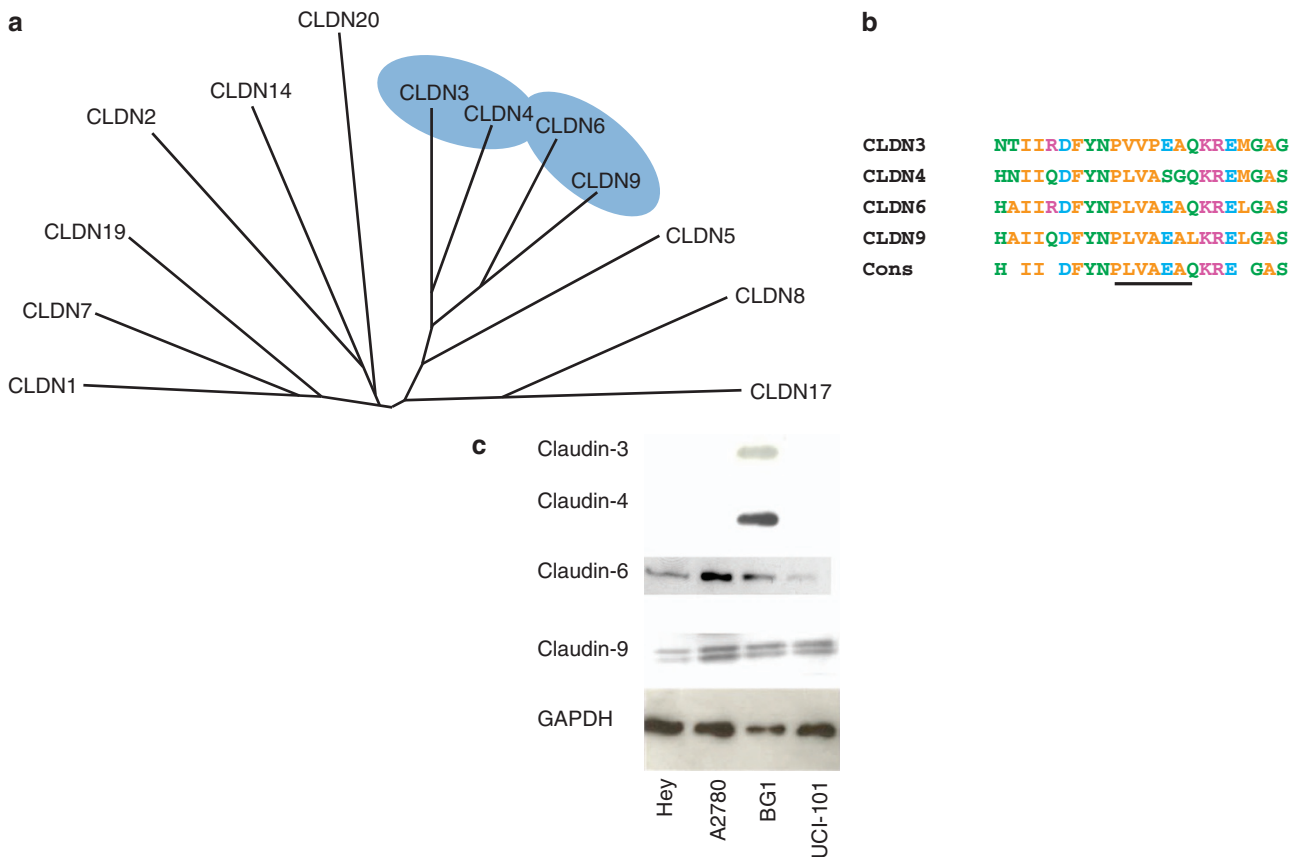 a
CLDN20
CLDN14
CLDN2
CLDN19
CLDN7
CLDN1
CLDN3
CLDN4
CLDN6
CLDN9
CLDN5
CLDN8
CLDN17
b
CLDN3 NTIIRDFYNPVVPEAQKREMGAG
CLDN4 HNIIQDFYNPLVASGQKREMGAS
CLDN6 HAIIRDFYNPLVAEAQKRELGAS
CLDN9 HAIIQDFYNPLVAEALKRELGAS
Cons H II DFYNPLVAEAQKRE GAS
c
Claudin-3
Claudin-4
Claudin-6
Claudin-9
GAPDH
Hey
A2780
BG1
UCI-101